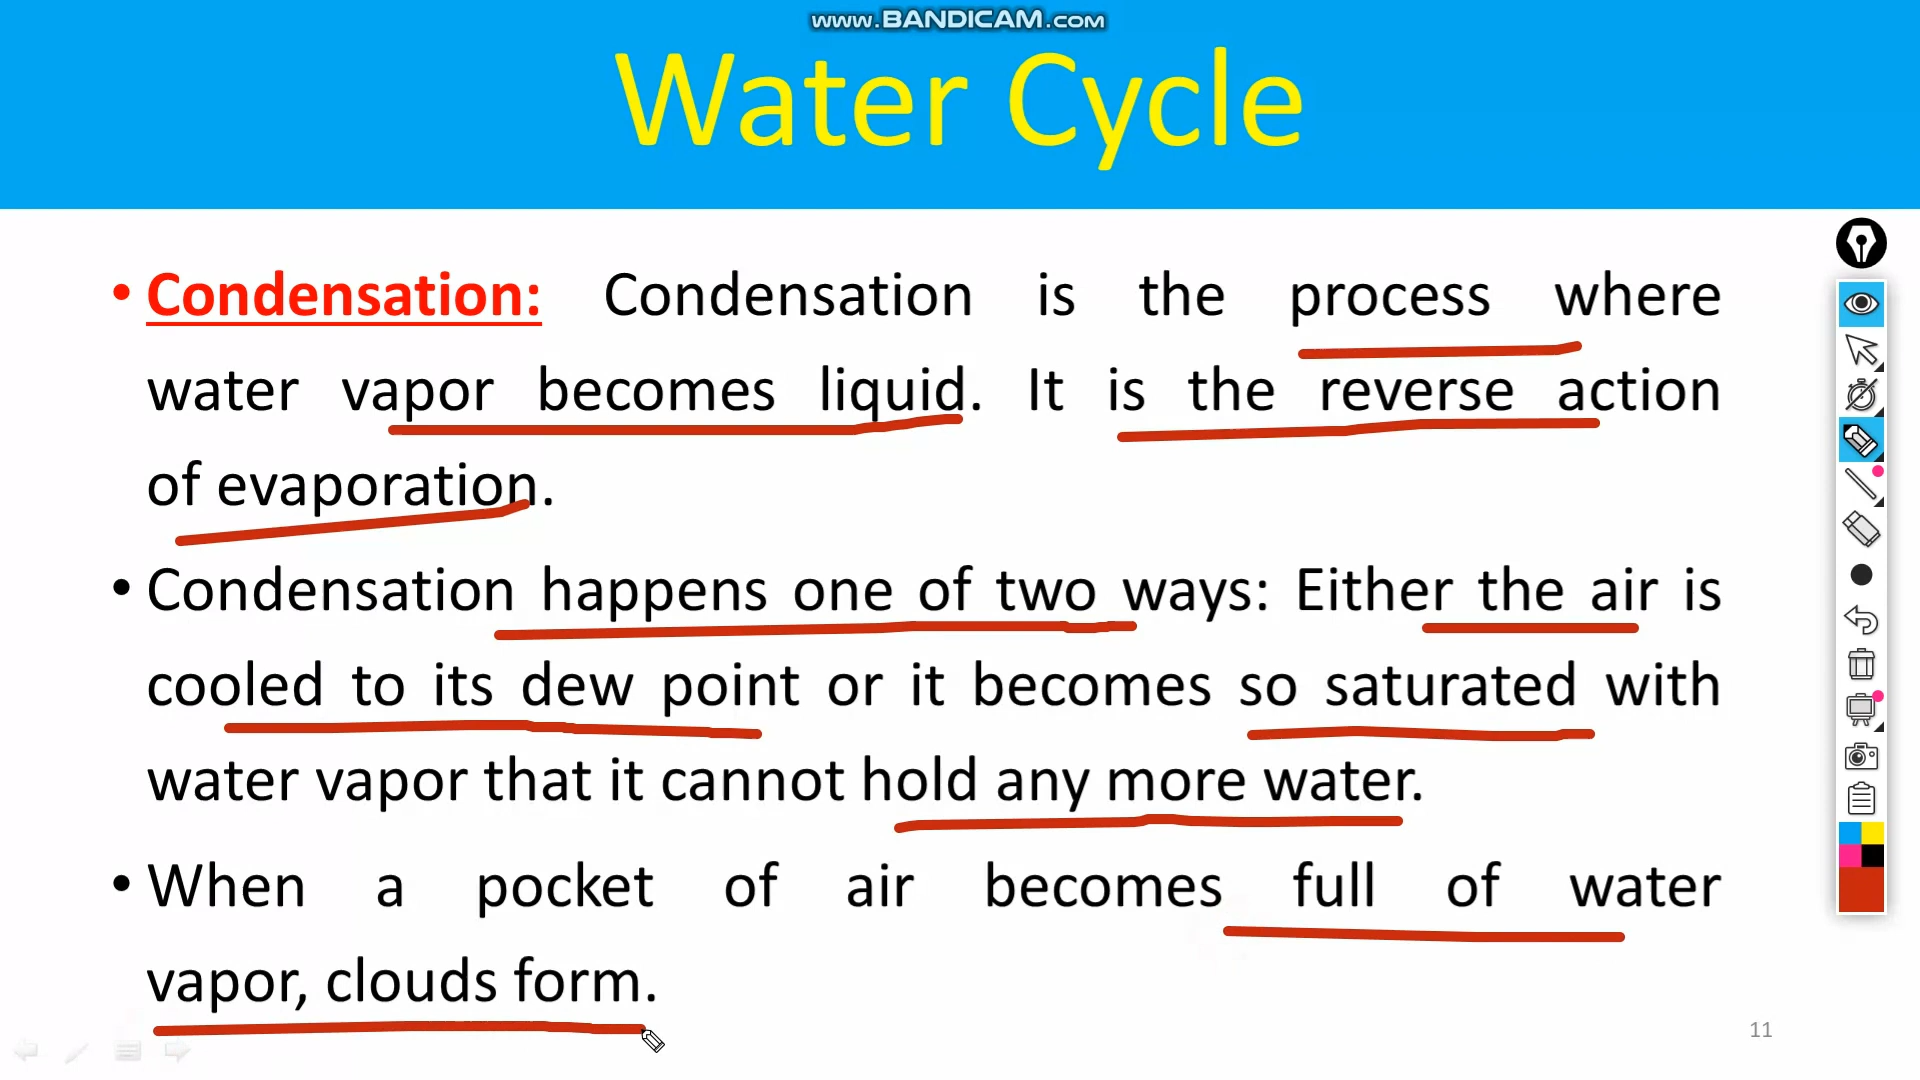 www.BANDICAM.com
Water Cycle
• Condensation: Condensation is the process where
water vapor becomes liquid. It is the reverse action
of evaporation.
• Condensation happens one of two ways: Either the air is
cooled to its dew point or it becomes so saturated with
water vapor that it cannot hold any more water.
• When a pocket of air becomes full of water
vapor, clouds form.
11